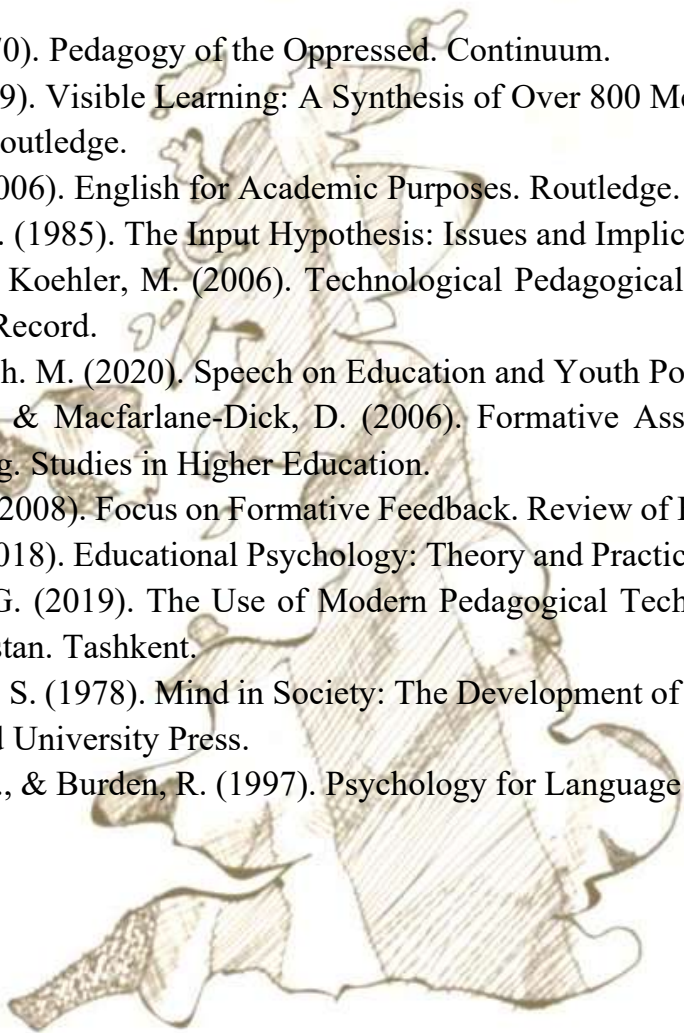 70). Pedagogy of the Oppressed. Continuum.
9). Visible Learning: A Synthesis of Over 800 M
outledge.
006). English for Academic Purposes. Routledge.
. (1985). The Input Hypothesis: Issues and Implic
Koehler, M. (2006). Technological Pedagogical
Record.
h. M. (2020). Speech on Education and Youth Po
& Macfarlane-Dick, D. (2006). Formative Ass
g. Studies in Higher Education.
2008). Focus on Formative Feedback. Review of
018). Educational Psychology: Theory and Practic
G. (2019). The Use of Modern Pedagogical Tech
stan. Tashkent.
S. (1978). Mind in Society: The Development of
d University Press.
., & Burden, R. (1997). Psychology for Language